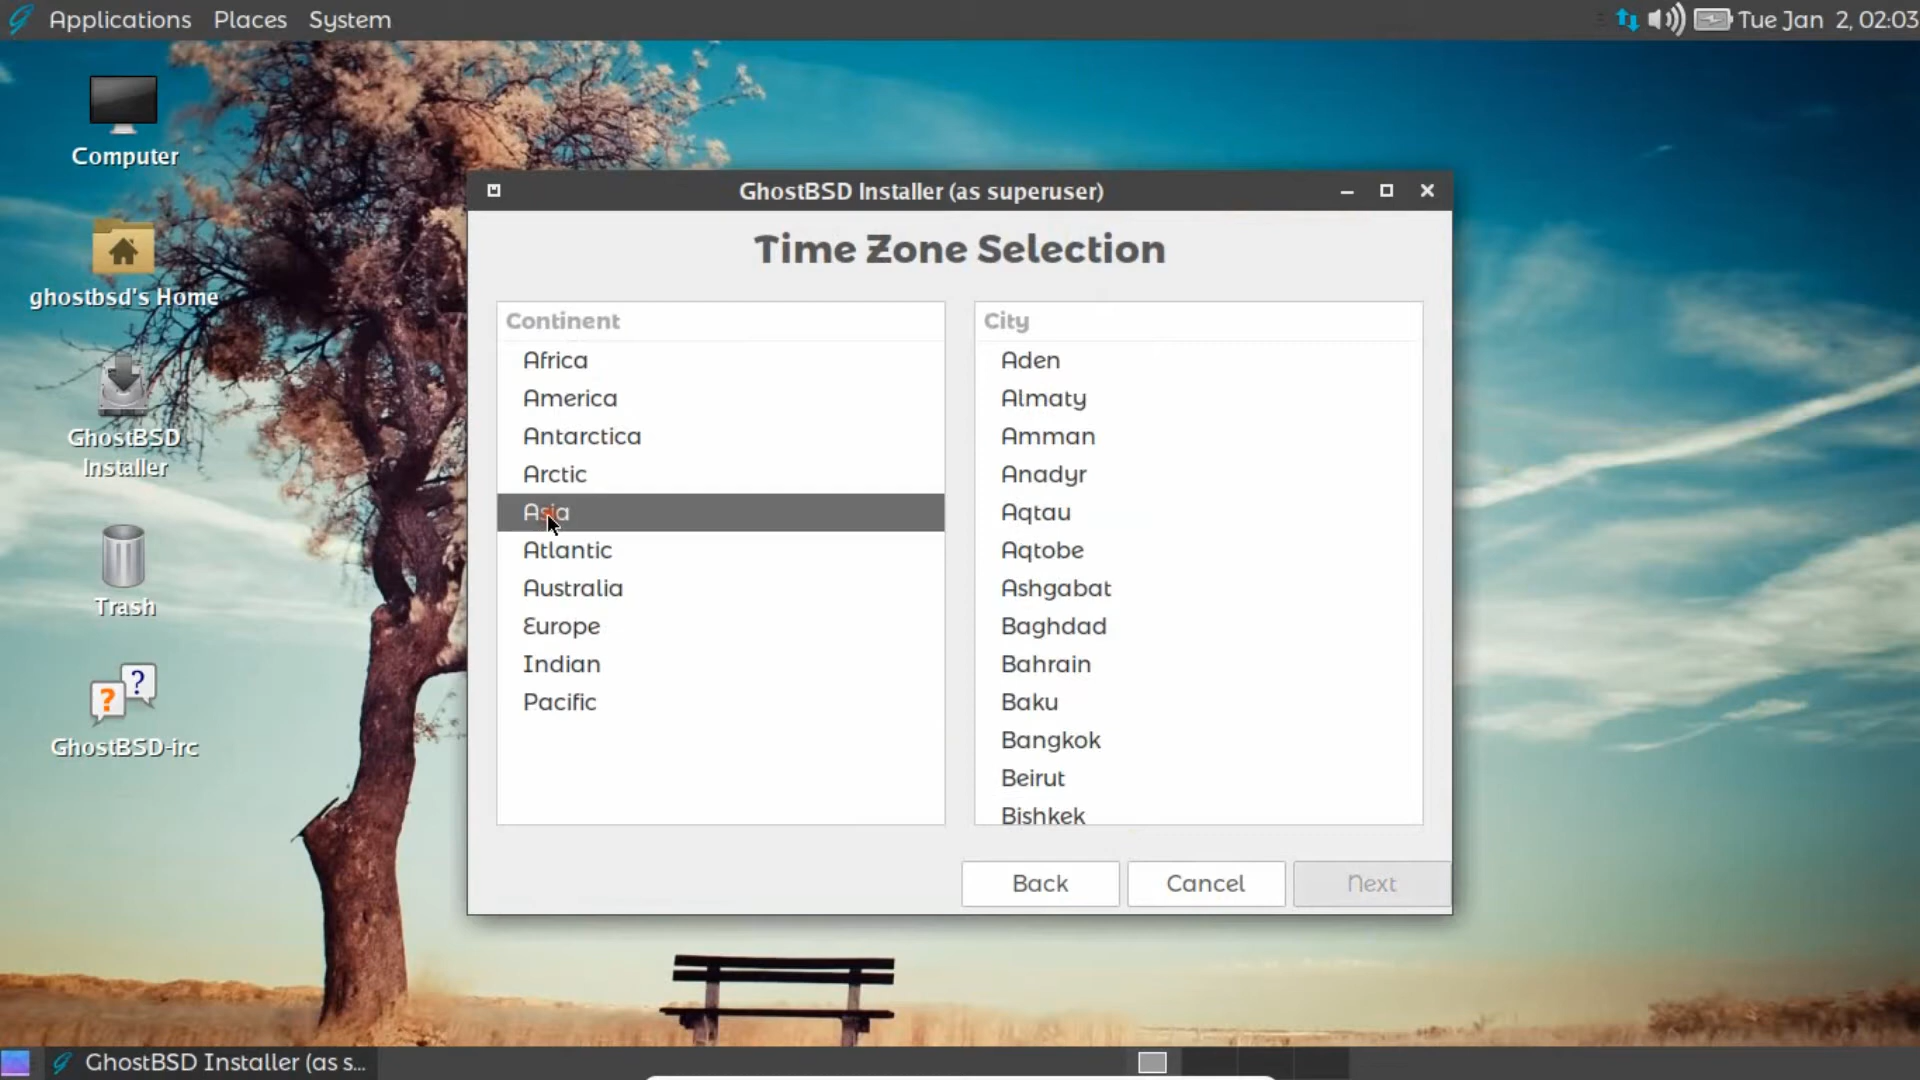 Applications Places System
Tue Jan 2, 02:03
Computer
ghostbsd's Home
GhostBSD
Installer
Trash
GhostBSD-irc
GhostBSD Installer (as superuser)
Time Zone Selection
Continent
Africa
America
Antarctica
Arctic
Asia
Atlantic
Australia
Europe
Indian
Pacific
City
Aden
Almaty
Amman
Anadyr
Aqtau
Aqtobe
Ashgabat
Baghdad
Bahrain
Baku
Bangkok
Beirut
Bishkek
Back Cancel Next
GhostBSD Installer (as s...